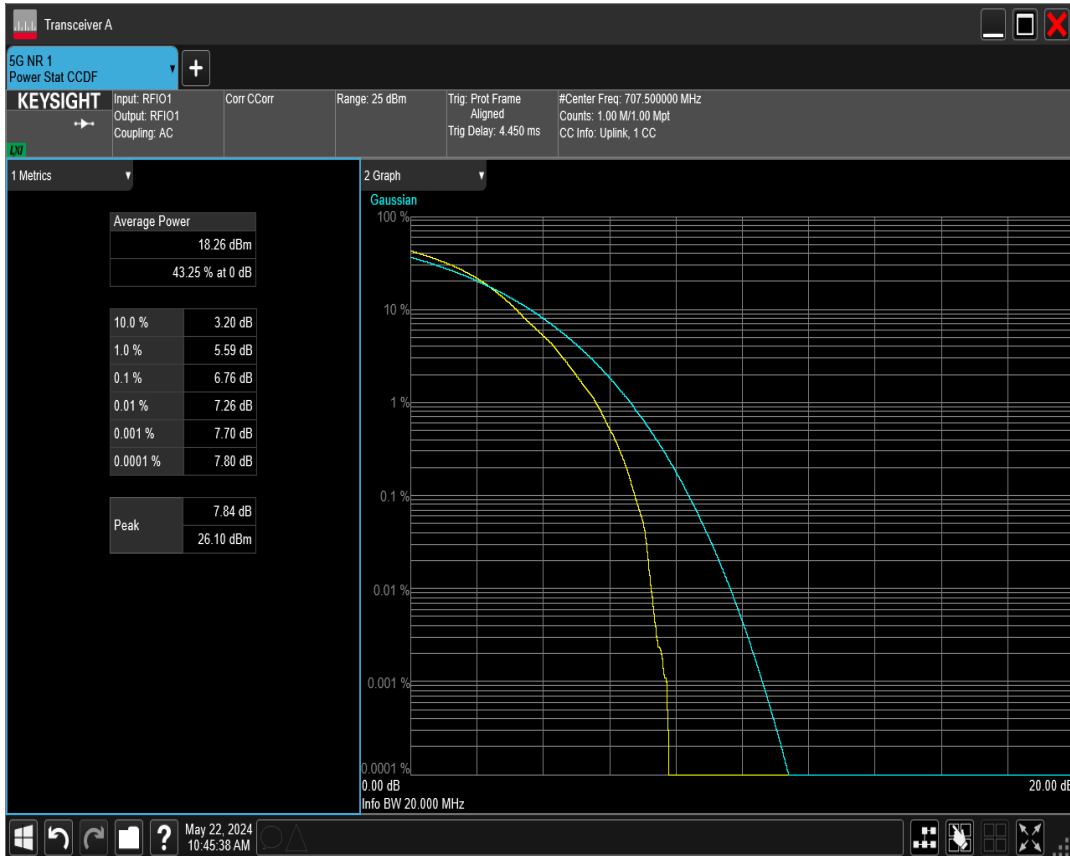 Transceiver A
5G NR 1
Power Stat CCDF
+
KEYSIGHT
LXI
Input: RFIO1
Output: RFIO1
Coupling: AC
Corr CCorr
Range: 25 dBm
Trig: Prot Frame
Aligned
Trig Delay: 4.450 ms
#Center Freq: 707.500000 MHz
Counts: 1.00 M/1.00 Mpt
CC Info: Uplink, 1 CC
1 Metrics
Average Power
18.26 dBm
43.25 % at 0 dB
10.0 % 3.20 dB
1.0 % 5.59 dB
0.1 % 6.76 dB
0.01 % 7.26 dB
0.001 % 7.70 dB
0.0001 % 7.80 dB
Peak
7.84 dB
26.10 dBm
2 Graph
Gaussian
100 %
10 %
1 %
0.1 %
0.01 %
0.001 %
0.0001 %
0.00 dB
20.00 dB
Info BW 20.000 MHz
?
May 22, 2024
10:45:38 AM